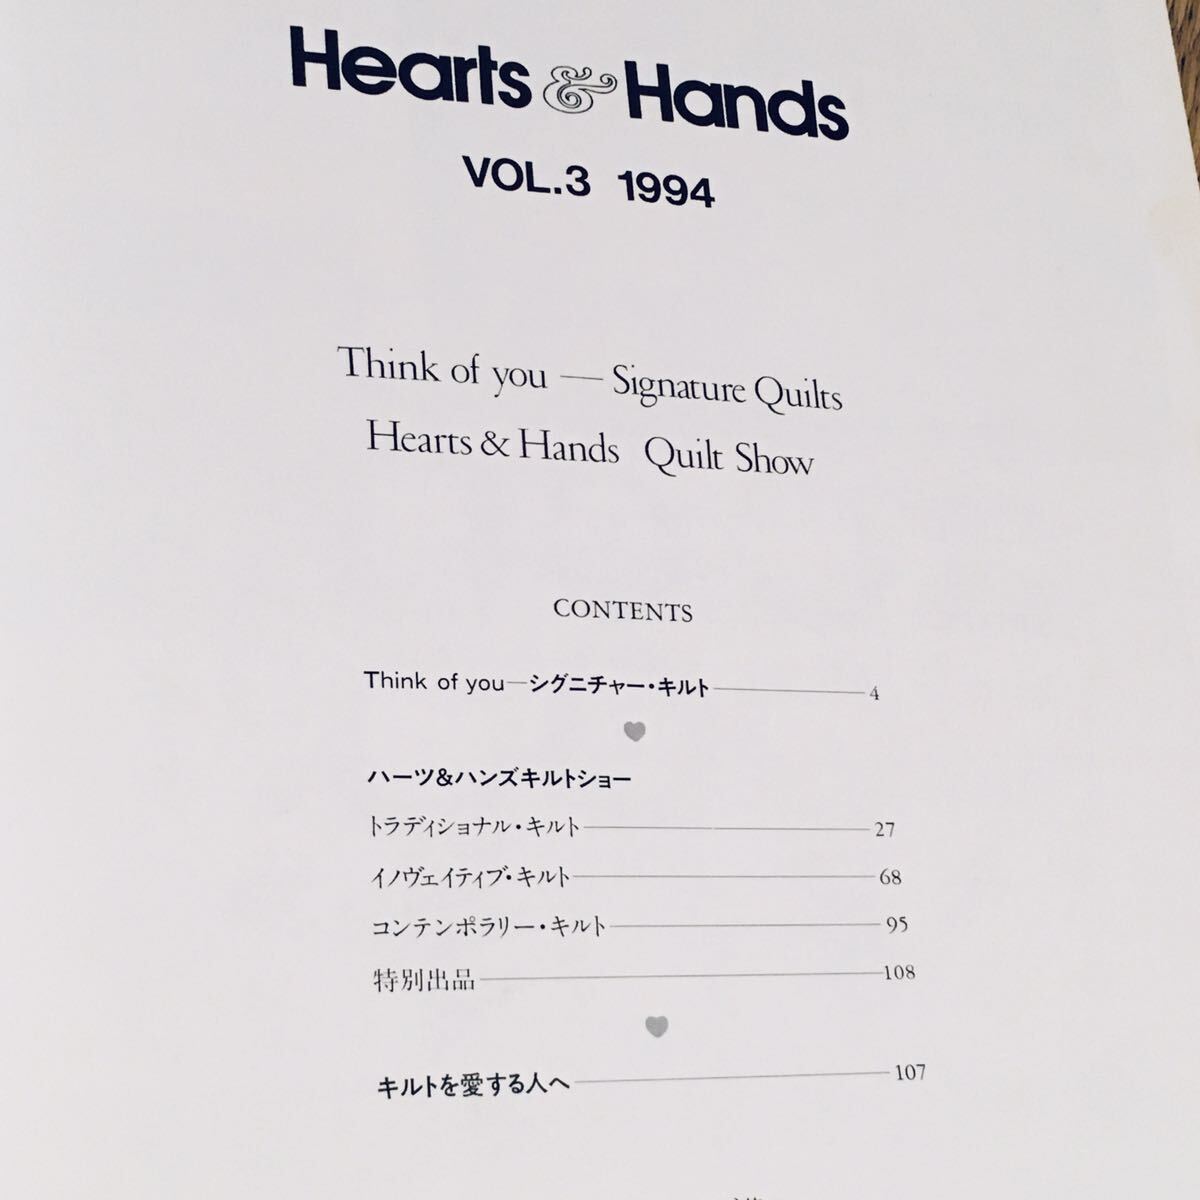 Hearts & Hands
VOL.3 1994
Think of you — Signature Quilts
Hearts & Hands Quilt Show
CONTENTS
Think of you—シグニチャー・キルト 4
ハーツ&ハンズキルトショー
トラディショナル・キルト 27
イノヴェイティブ・キルト 68
コンテンポラリー・キルト 95
特別出品 108
キルトを愛する人へ 107